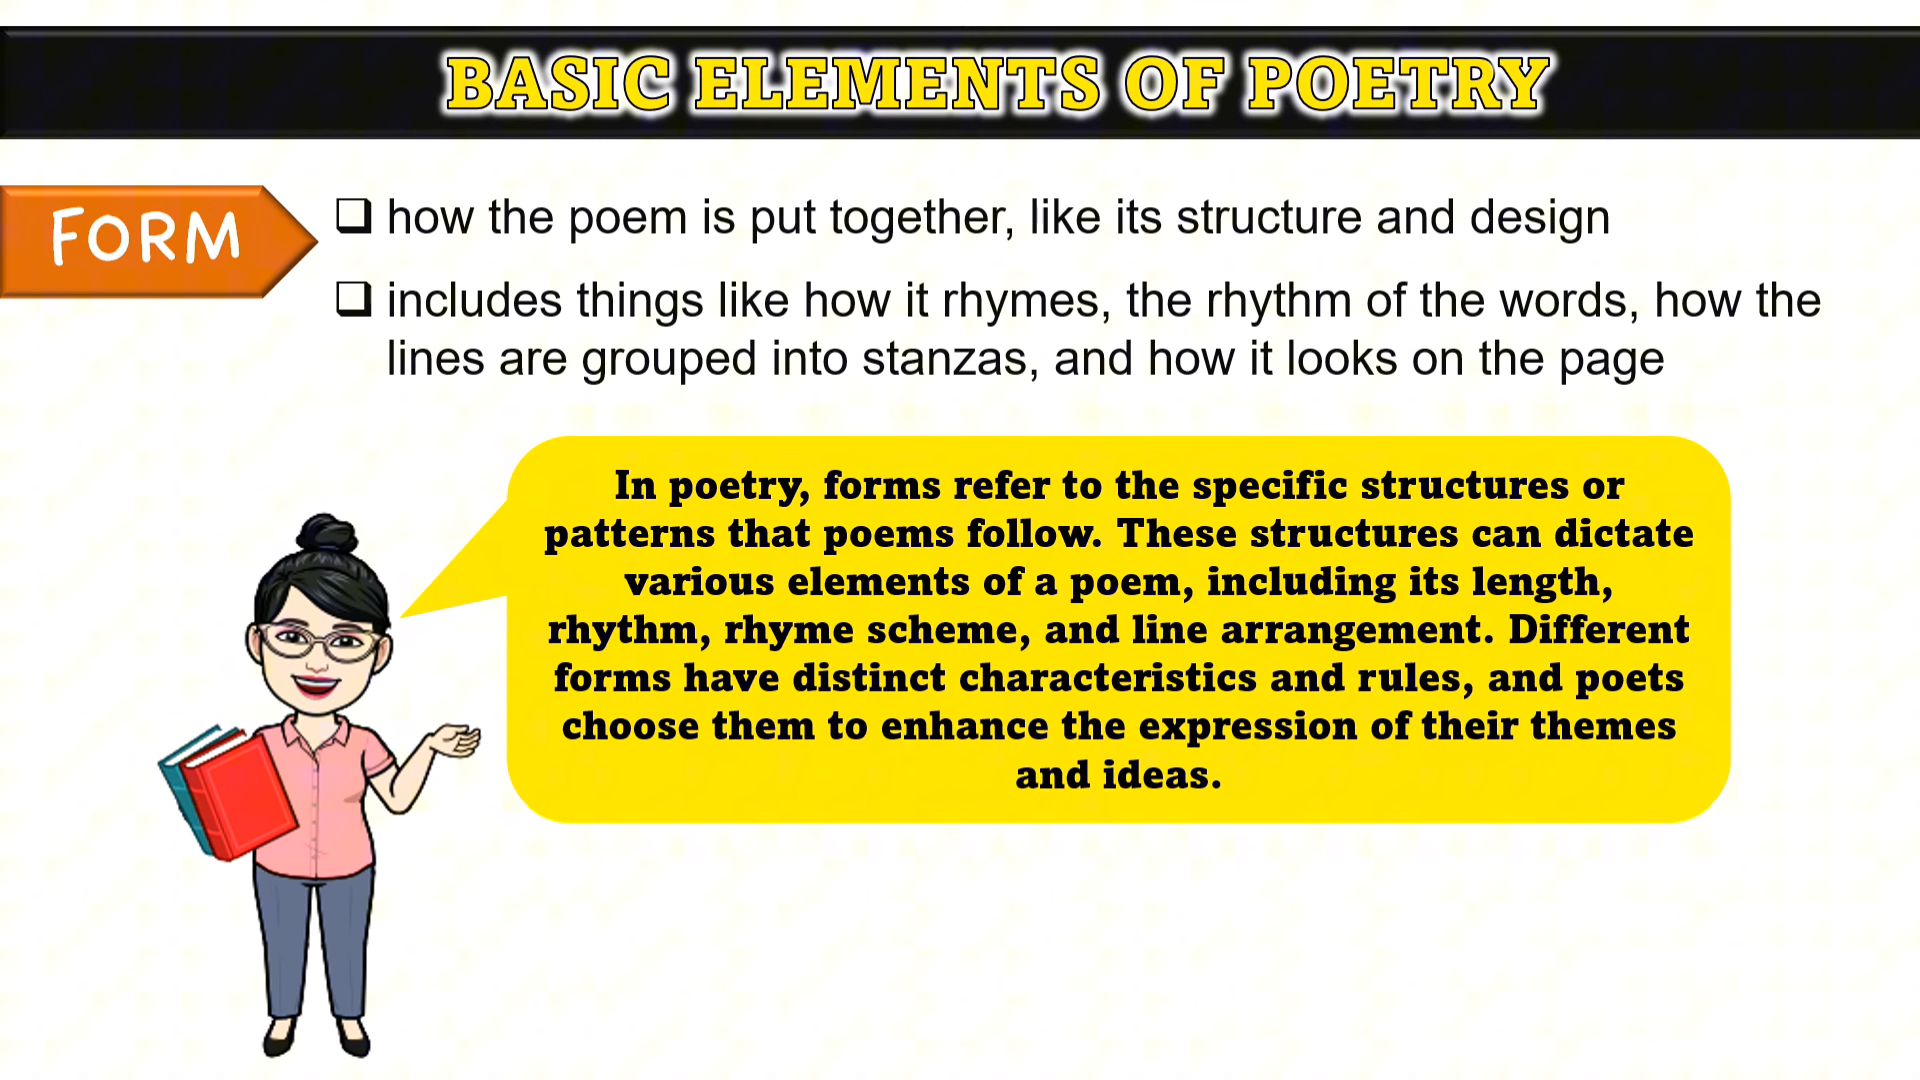 BASIC ELEMENTS OF POETRY
FORM
how the poem is put together, like its structure and design
includes things like how it rhymes, the rhythm of the words, how the
lines are grouped into stanzas, and how it looks on the page
In poetry, forms refer to the specific structures or
patterns that poems follow. These structures can dictate
various elements of a poem, including its length,
rhythm, rhyme scheme, and line arrangement. Different
forms have distinct characteristics and rules, and poets
choose them to enhance the expression of their themes
and ideas.